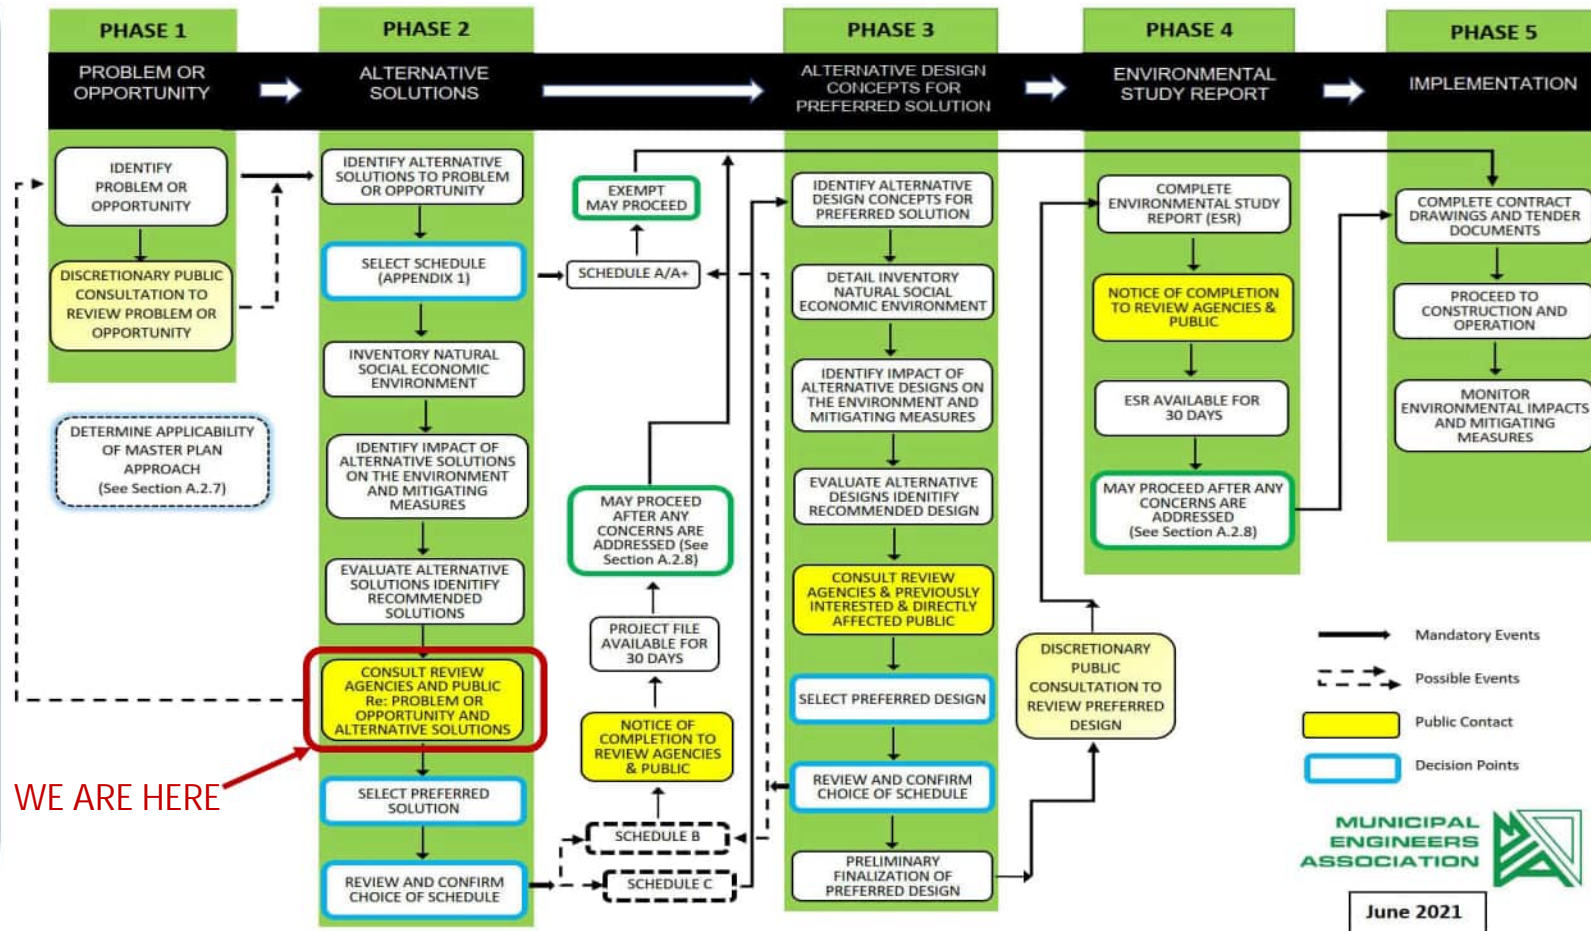 PHASE 1
PROBLEM OR
OPPORTUNITY
IDENTIFY
PROBLEM OR
OPPORTUNITY
DISCRETIONARY PUBLIC
CONSULTATION TO
REVIEW PROBLEM OR
OPPORTUNITY
DETERMINE APPLICABILITY
OF MASTER PLAN
APPROACH
(See Section A.2.7)
WE ARE HERE
PHASE 2
ALTERNATIVE
SOLUTIONS
IDENTIFY ALTERNATIVE
SOLUTIONS TO PROBLEM
OR OPPORTUNITY
SELECT SCHEDULE
(APPENDIX 1)
INVENTORY NATURAL
SOCIAL ECONOMIC
ENVIRONMENT
IDENTIFY IMPACT OF
ALTERNATIVE SOLUTIONS
ON THE ENVIRONMENT
AND MITIGATING
MEASURES
EVALUATE ALTERNATIVE
SOLUTIONS IDENITIFY
RECOMMENDED
SOLUTIONS
CONSULT REVIEW
AGENCIES AND PUBLIC
Re: PROBLEM OR
OPPORTUNITY AND
ALTERNATIVE SOLUTIONS
SELECT PREFERRED
SOLUTION
REVIEW AND CONFIRM
CHOICE OF SCHEDULE
EXEMPT
MAY PROCEED
SCHEDULE A/A+
MAY PROCEED
AFTER ANY
CONCERNS ARE
ADDRESSED (See
Section A.2.8)
PROJECT FILE
AVAILABLE FOR
30 DAYS
NOTICE OF
COMPLETION TO
REVIEW AGENCIES
& PUBLIC
SCHEDULE B
SCHEDULE C
PHASE 3
ALTERNATIVE DESIGN
CONCEPTS FOR
PREFERRED SOLUTION
IDENTIFY ALTERNATIVE
DESIGN CONCEPTS FOR
PREFERRED SOLUTION
DETAIL INVENTORY
NATURAL SOCIAL
ECONOMIC ENVIRONMENT
IDENTIFY IMPACT OF
ALTERNATIVE DESIGNS ON
THE ENVIRONMENT AND
MITIGATING MEASURES
EVALUATE ALTERNATIVE
DESIGNS IDENITIFY
RECOMMENDED DESIGN
CONSULT REVIEW
AGENCIES & PREVIOUSLY
INTERESTED & DIRECTLY
AFFECTED PUBLIC
SELECT PREFERRED DESIGN
REVIEW AND CONFIRM
CHOICE OF SCHEDULE
PRELIMINARY
FINALIZATION OF
PREFERRED DESIGN
DISCRETIONARY
PUBLIC
CONSULTATION TO
REVIEW PREFERRED
DESIGN
PHASE 4
ENVIRONMENTAL
STUDY REPORT
COMPLETE
ENVIRONMENTAL STUDY
REPORT (ESR)
NOTICE OF COMPLETION
TO REVIEW AGENCIES &
PUBLIC
ESR AVAILABLE FOR
30 DAYS
MAY PROCEED AFTER ANY
CONCERNS ARE
ADDRESSED
(See Section A.2.8)
PHASE 5
IMPLEMENTATION
COMPLETE CONTRACT
DRAWINGS AND TENDER
DOCUMENTS
PROCEED TO
CONSTRUCTION AND
OPERATION
MONITOR
ENVIRONMENTAL IMPACTS
AND MITIGATING
MEASURES
Mandatory Events
Possible Events
Public Contact
Decision Points
MUNICIPAL
ENGINEERS
ASSOCIATION
June 2021